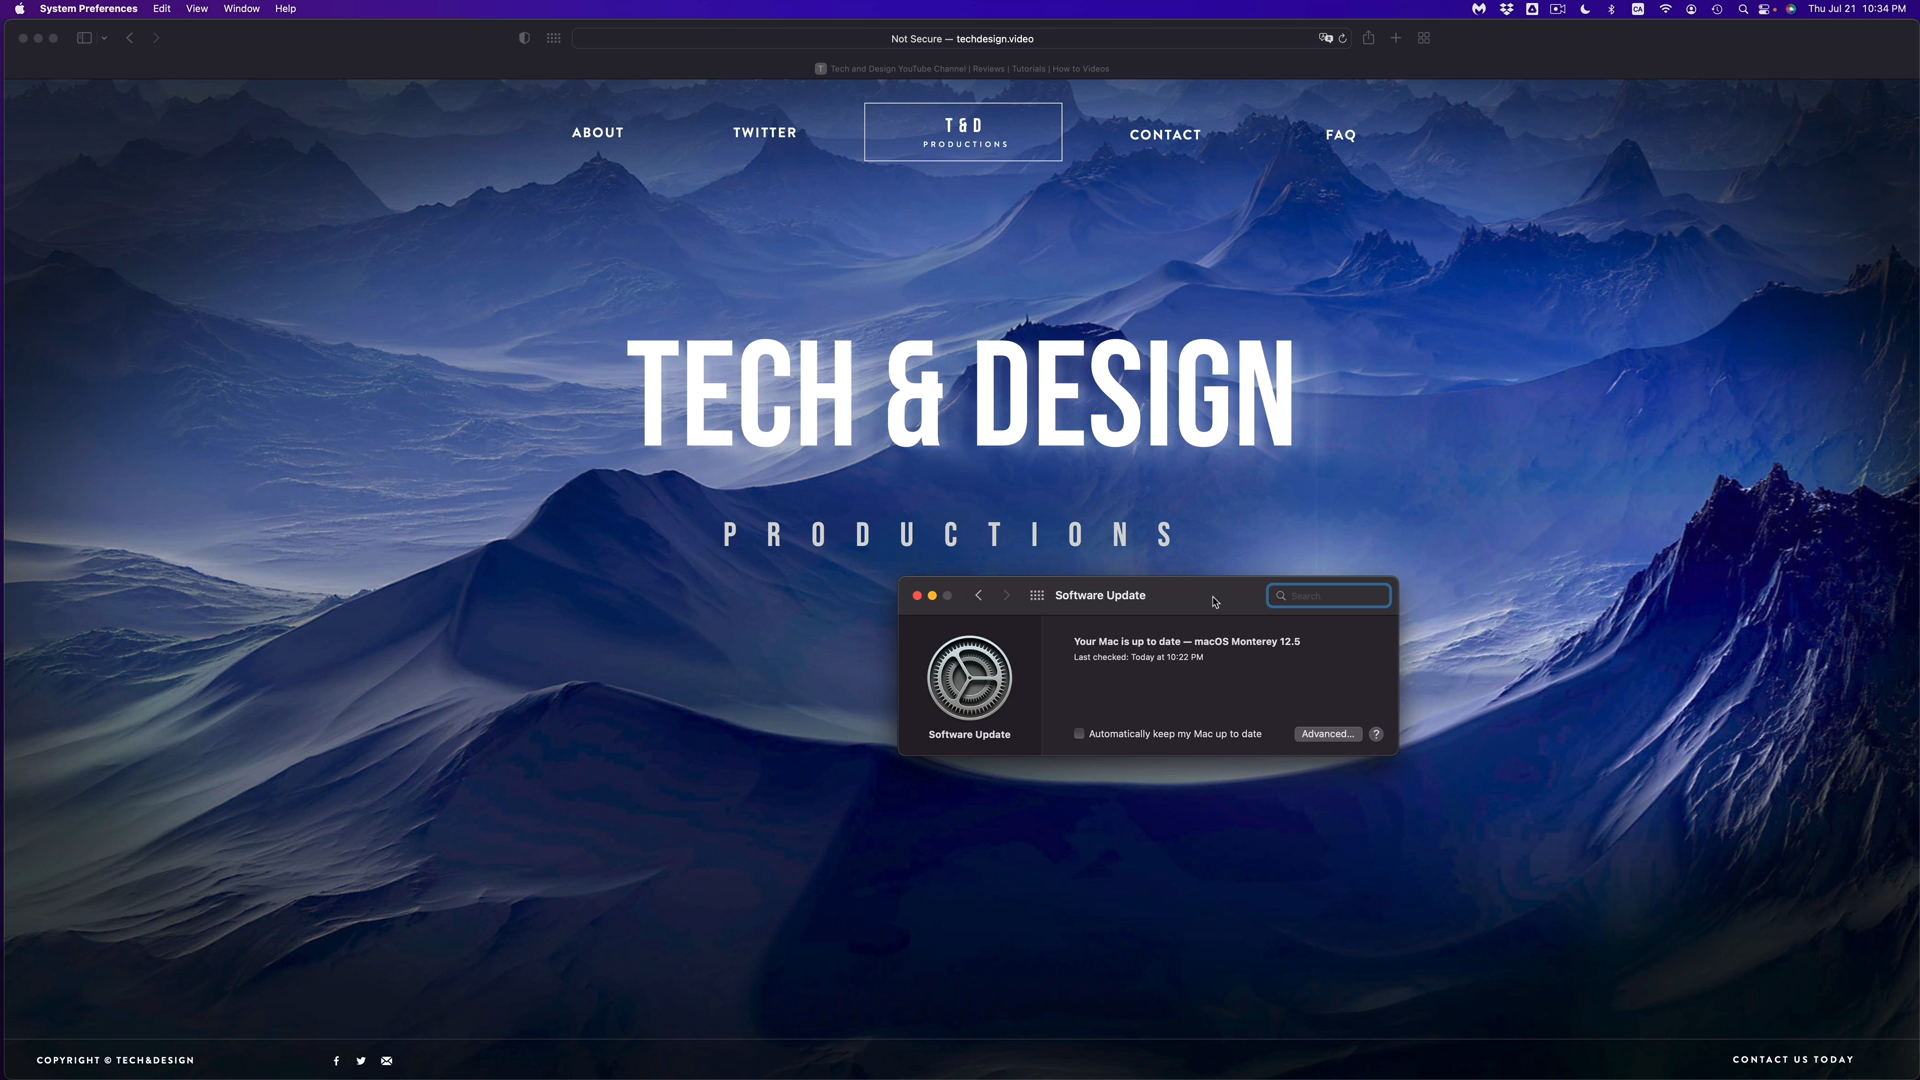 System Preferences Edit View Window Help
Thu Jul 21 10:34 PM
Not Secure — techdesign.video
T Tech and Design YouTube Channel | Reviews | Tutorials | How to Videos
ABOUT
TWITTER
T & D
PRODUCTIONS
CONTACT
FAQ
TECH & DESIGN
PRODUCTIONS
Software Update
Search
Your Mac is up to date — macOS Monterey 12.5
Last checked: Today at 10:22 PM
Software Update
Automatically keep my Mac up to date
Advanced...
?
COPYRIGHT © TECH&DESIGN
CONTACT US TODAY